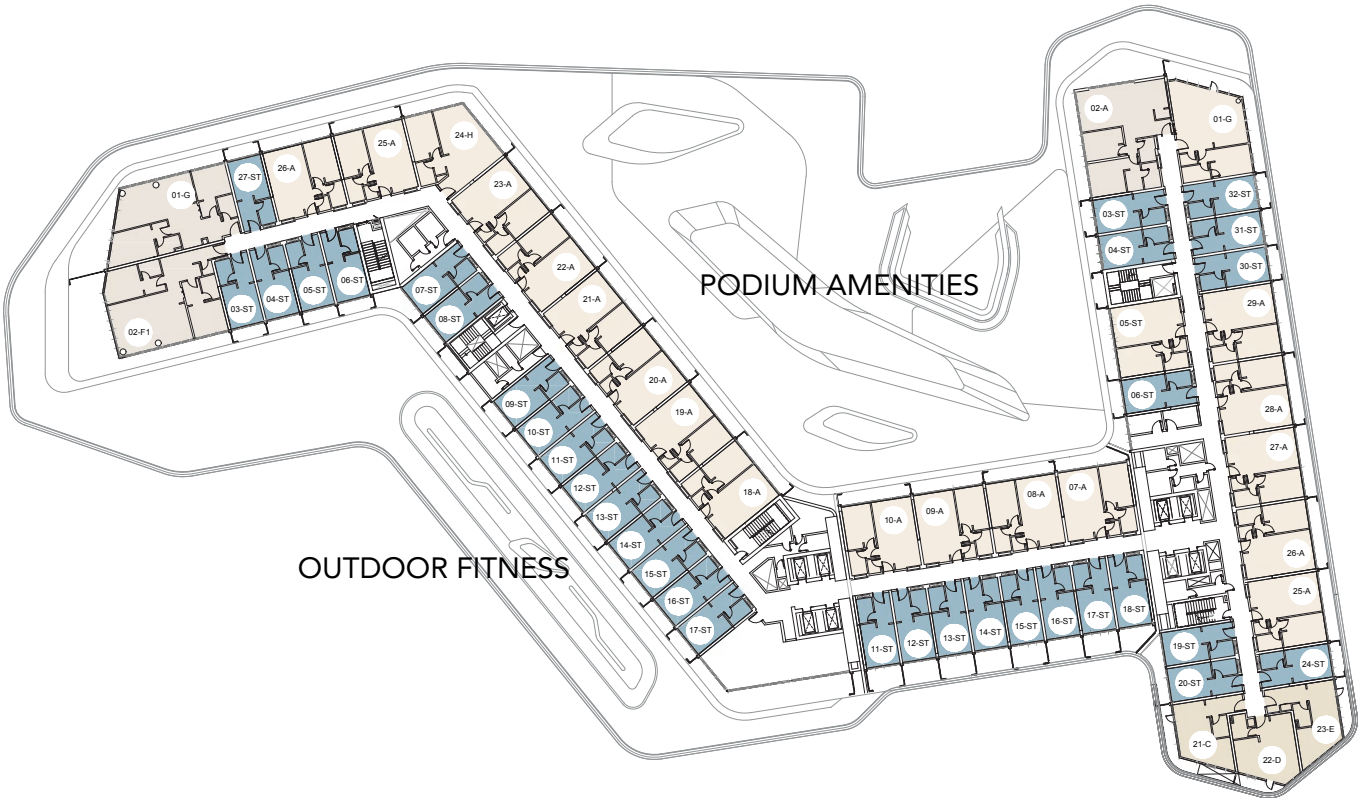 02-A
01-G
24-H
25-A
26-A
27-ST
01-G
23-A
32-ST
03-ST
31-ST
04-ST
30-ST
22-A
06-ST
05-ST
04-ST
03-ST
07-ST
PODIUM AMENITIES
21-A
29-A
08-ST
02-F1
05-ST
20-A
06-ST
09-ST
19-A
28-A
10-ST
27-A
11-ST
12-ST
18-A
07-A
08-A
09-A
10-A
13-ST
14-ST
26-A
OUTDOOR FITNESS
15-ST
25-A
16-ST
17-ST
18-ST
17-ST
16-ST
15-ST
14-ST
13-ST
12-ST
11-ST
19-ST
24-ST
20-ST
23-E
21-C
22-D